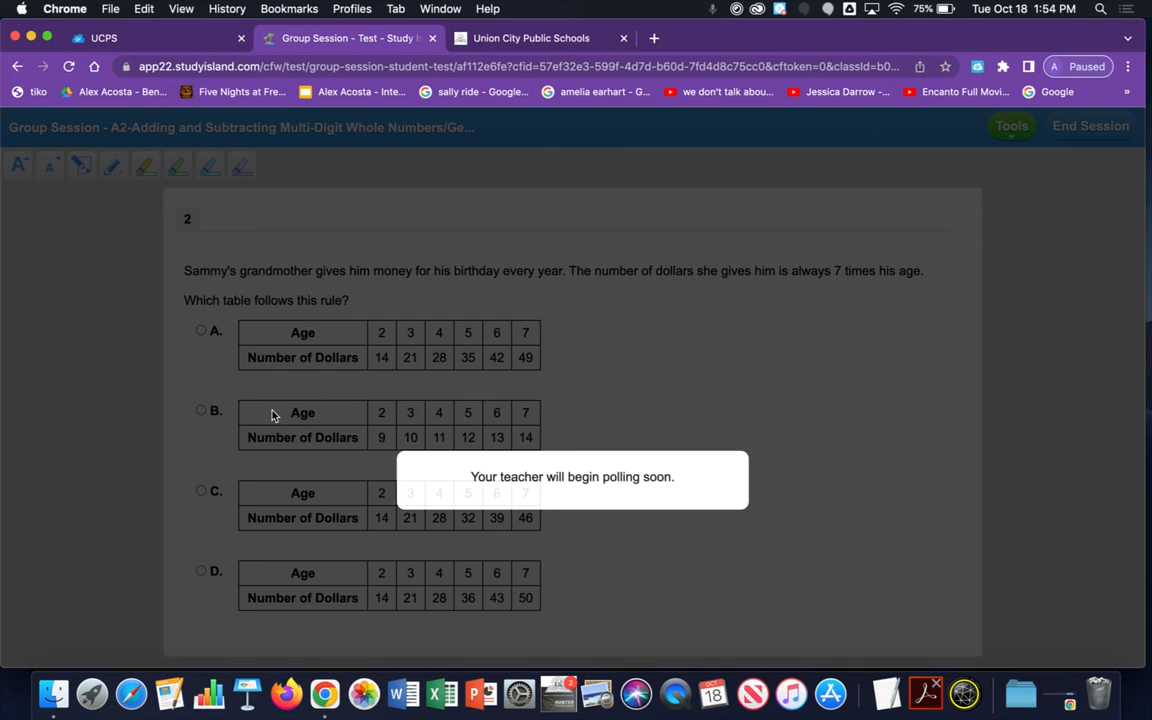 Chrome File Edit View History Bookmarks Profiles Tab Window Help 75% Tue Oct 18 1:54 PM
UCPS Group Session - Test - Study I Union City Public Schools
app22.studyisland.com/cfw/test/group-session-student-test/af112e6fe?cfid=57ef32e3-599f-4d7d-b60d-7fd4d8c75cc0&cftoken=0&classId=b0... A Paused
tiko Alex Acosta - Ben... Five Nights at Fre... Alex Acosta - Inte... sally ride - Google... amelia earhart - G... we don't talk abou... Jessica Darrow -... Encanto Full Movi... Google »
Group Session - A2-Adding and Subtracting Multi-Digit Whole Numbers/Ge... Tools End Session
A A
2
Sammy's grandmother gives him money for his birthday every year. The number of dollars she gives him is always 7 times his age.
Which table follows this rule?
A. Age 2 3 4 5 6 7
Number of Dollars 14 21 28 35 42 49
B. Age 2 3 4 5 6 7
Number of Dollars 9 10 11 12 13 14
Your teacher will begin polling soon.
C. Age 2 3 4 5 6 7
Number of Dollars 14 21 28 32 39 46
D. Age 2 3 4 5 6 7
Number of Dollars 14 21 28 36 43 50
OCT 18